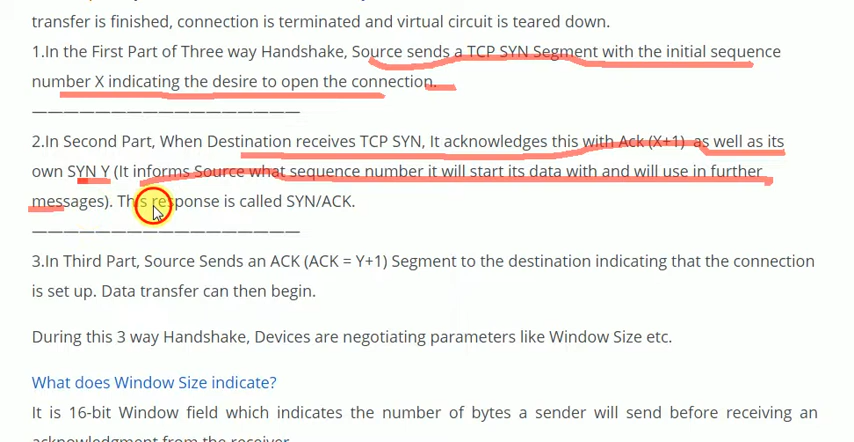 transfer is finished, connection is terminated and virtual circuit is teared down.
1.In the First Part of Three way Handshake, Source sends a TCP SYN Segment with the initial sequence
number X indicating the desire to open the connection.
—————————————————
2.In Second Part, When Destination receives TCP SYN, It acknowledges this with Ack (X+1) as well as its
own SYN Y (It informs Source what sequence number it will start its data with and will use in further
messages). This response is called SYN/ACK.
—————————————————
3.In Third Part, Source Sends an ACK (ACK = Y+1) Segment to the destination indicating that the connection
is set up. Data transfer can then begin.
During this 3 way Handshake, Devices are negotiating parameters like Window Size etc.
What does Window Size indicate?
It is 16-bit Window field which indicates the number of bytes a sender will send before receiving an
acknowledgment from the receiver.